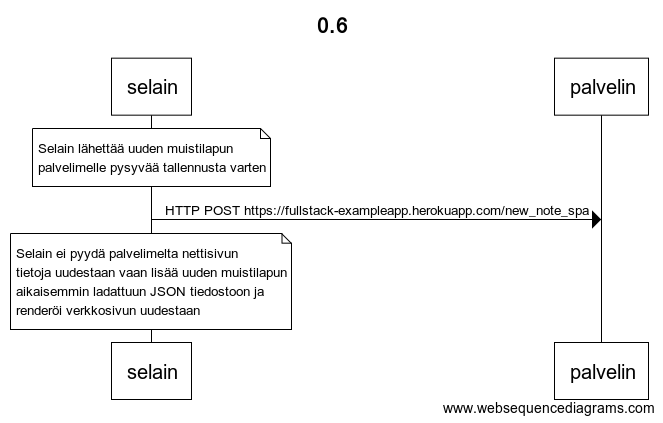 0.6
selain
palvelin
Selain lähettää uuden muistilapun
palvelimelle pysyvää tallennusta varten
HTTP POST https://fullstack-exampleapp.herokuapp.com/new_note_spa
Selain ei pyydä palvelimelta nettisivun
tietoja uudestaan vaan lisää uuden muistilapun
aikaisemmin ladattuun JSON tiedostoon ja
renderöi verkkosivun uudestaan
selain
palvelin
www.websequencediagrams.com